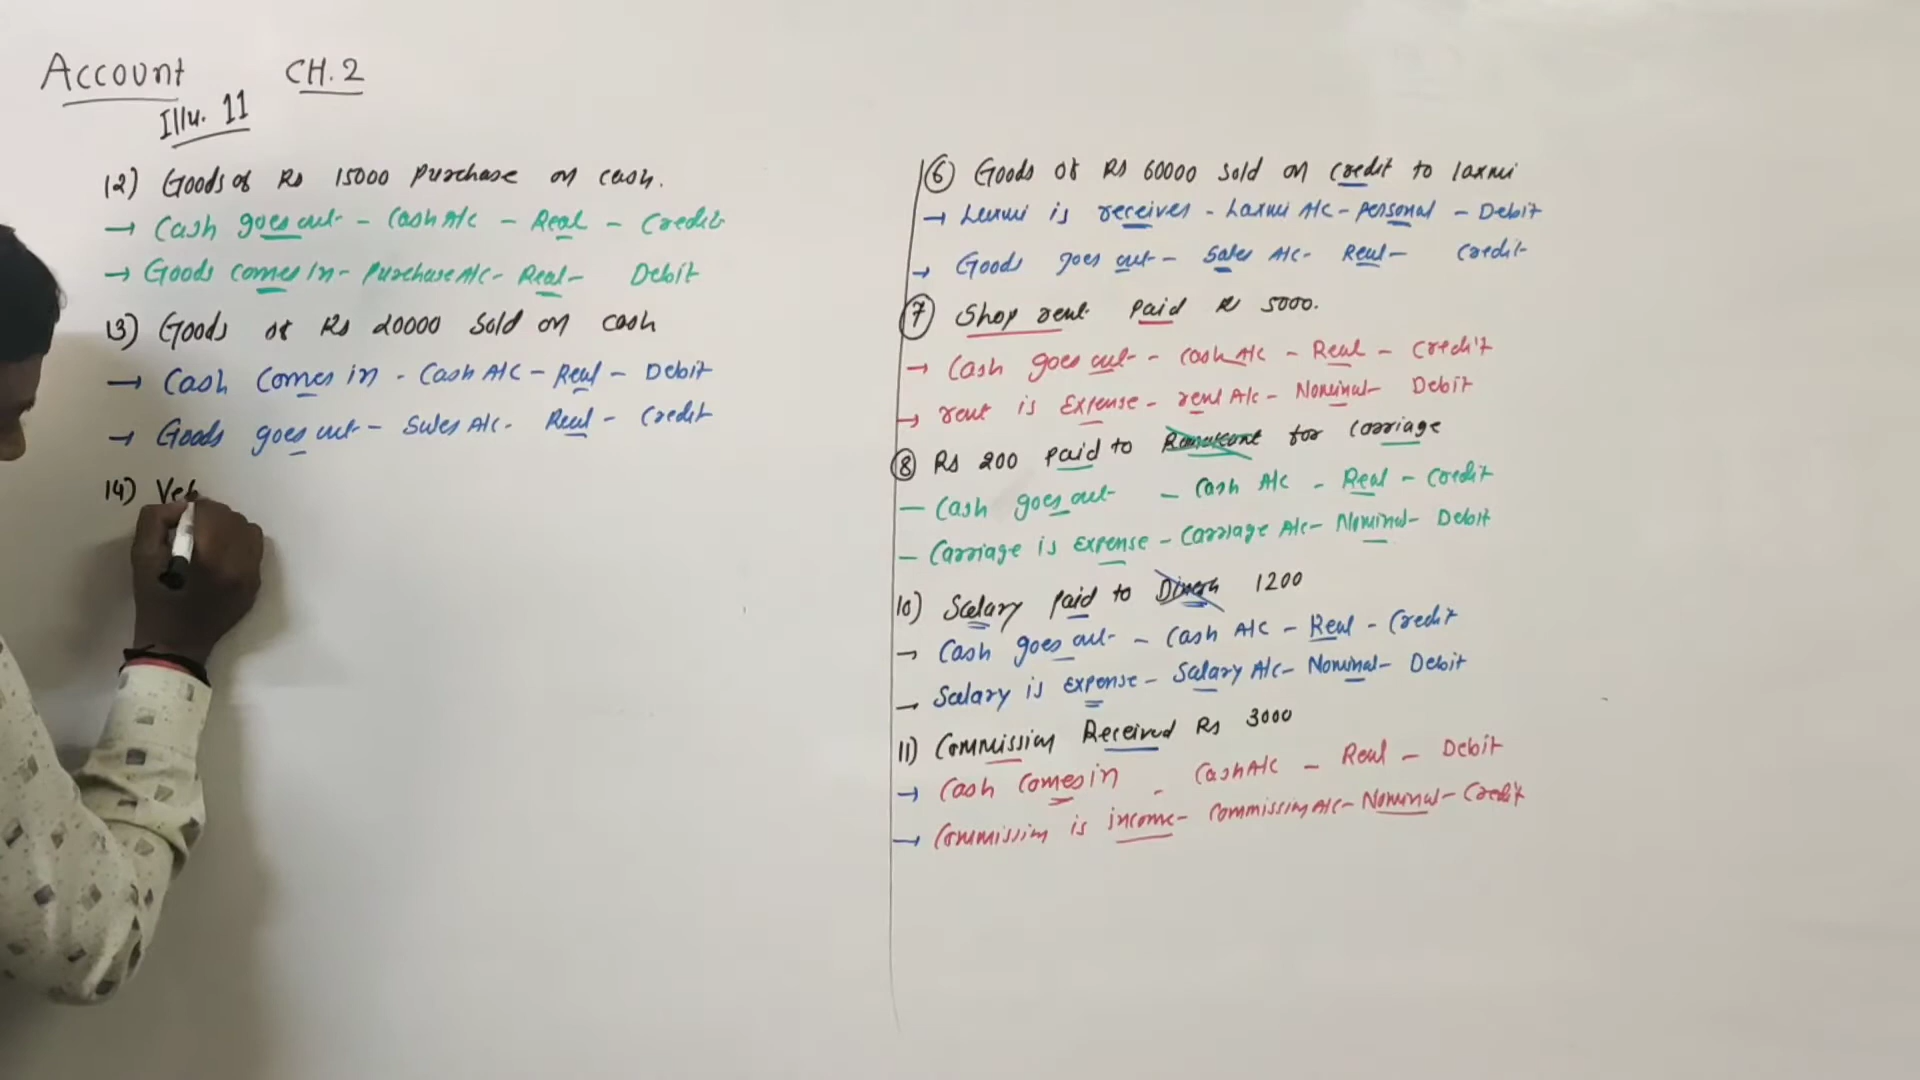 Account CH.2
Illu. 11
12) Goods of Rs 15000 purchase on cash.
→ Cash goes out - Cash A/c - Real - Credit
→ Goods comes In - Purchase A/c - Real - Debit
13) Goods of Rs 20000 Sold on cash
→ Cash Comes in - Cash A/c - Real - Debit
→ Goods goes out - Sales A/c - Real - Credit
14) Veh
6 Goods of Rs 60000 Sold on credit to laxmi
→ Laxmi is receiver - Laxmi A/c - personal - Debit
→ Goods goes out - Sales A/c - Real - Credit
7 Shop rent Paid Rs 5000.
→ Cash goes out - cash A/c - Real - Credit
→ rent is Expense - rent A/c - Nominal - Debit
8 Rs 200 paid to for Carriage
- Cash goes out - Cash A/c - Real - Credit
- Carriage is expense - Carriage A/c - Nominal - Debit
10) Salary Paid to 1200
→ Cash goes out - Cash A/c - Real - Credit
→ Salary is expense - Salary A/c - Nominal - Debit
11) Commission Received Rs 3000
→ Cash Comes in - Cash A/c - Real - Debit
→ Commission is income - Commission A/c - Nominal - Credit